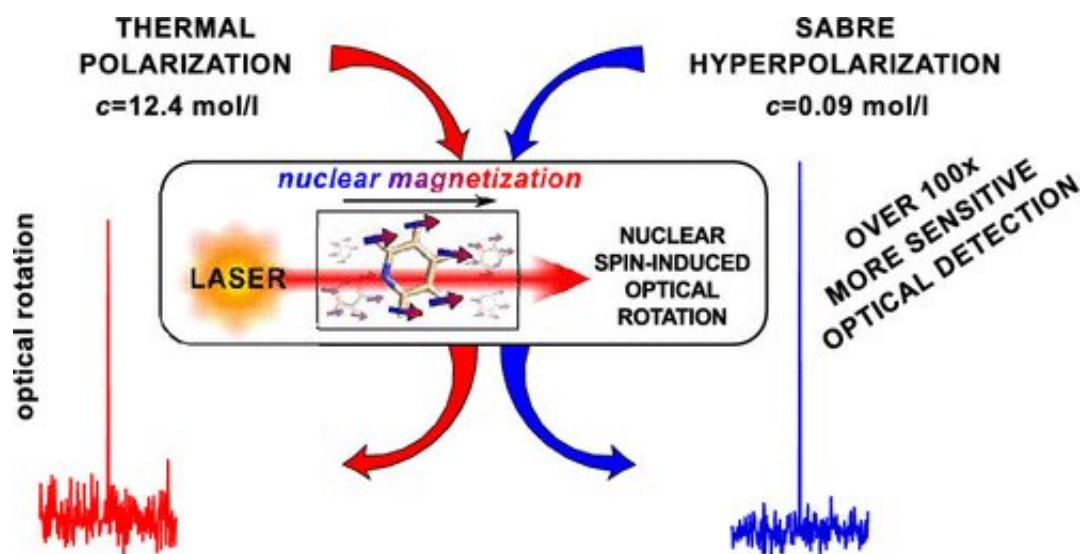 THERMAL
POLARIZATION
c=12.4 mol/l
SABRE
HYPERPOLARIZATION
c=0.09 mol/l
nuclear magnetization
LASER
NUCLEAR
SPIN-INDUCED
OPTICAL
ROTATION
optical rotation
OVER 100x
MORE SENSITIVE
OPTICAL DETECTION